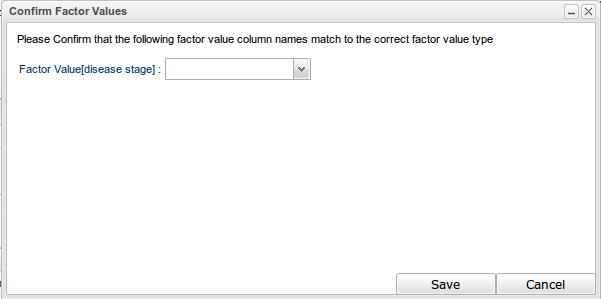 Confirm Factor Values
Please Confirm that the following factor value column names match to the correct factor value type
Factor Value[disease stage] :
Save Cancel